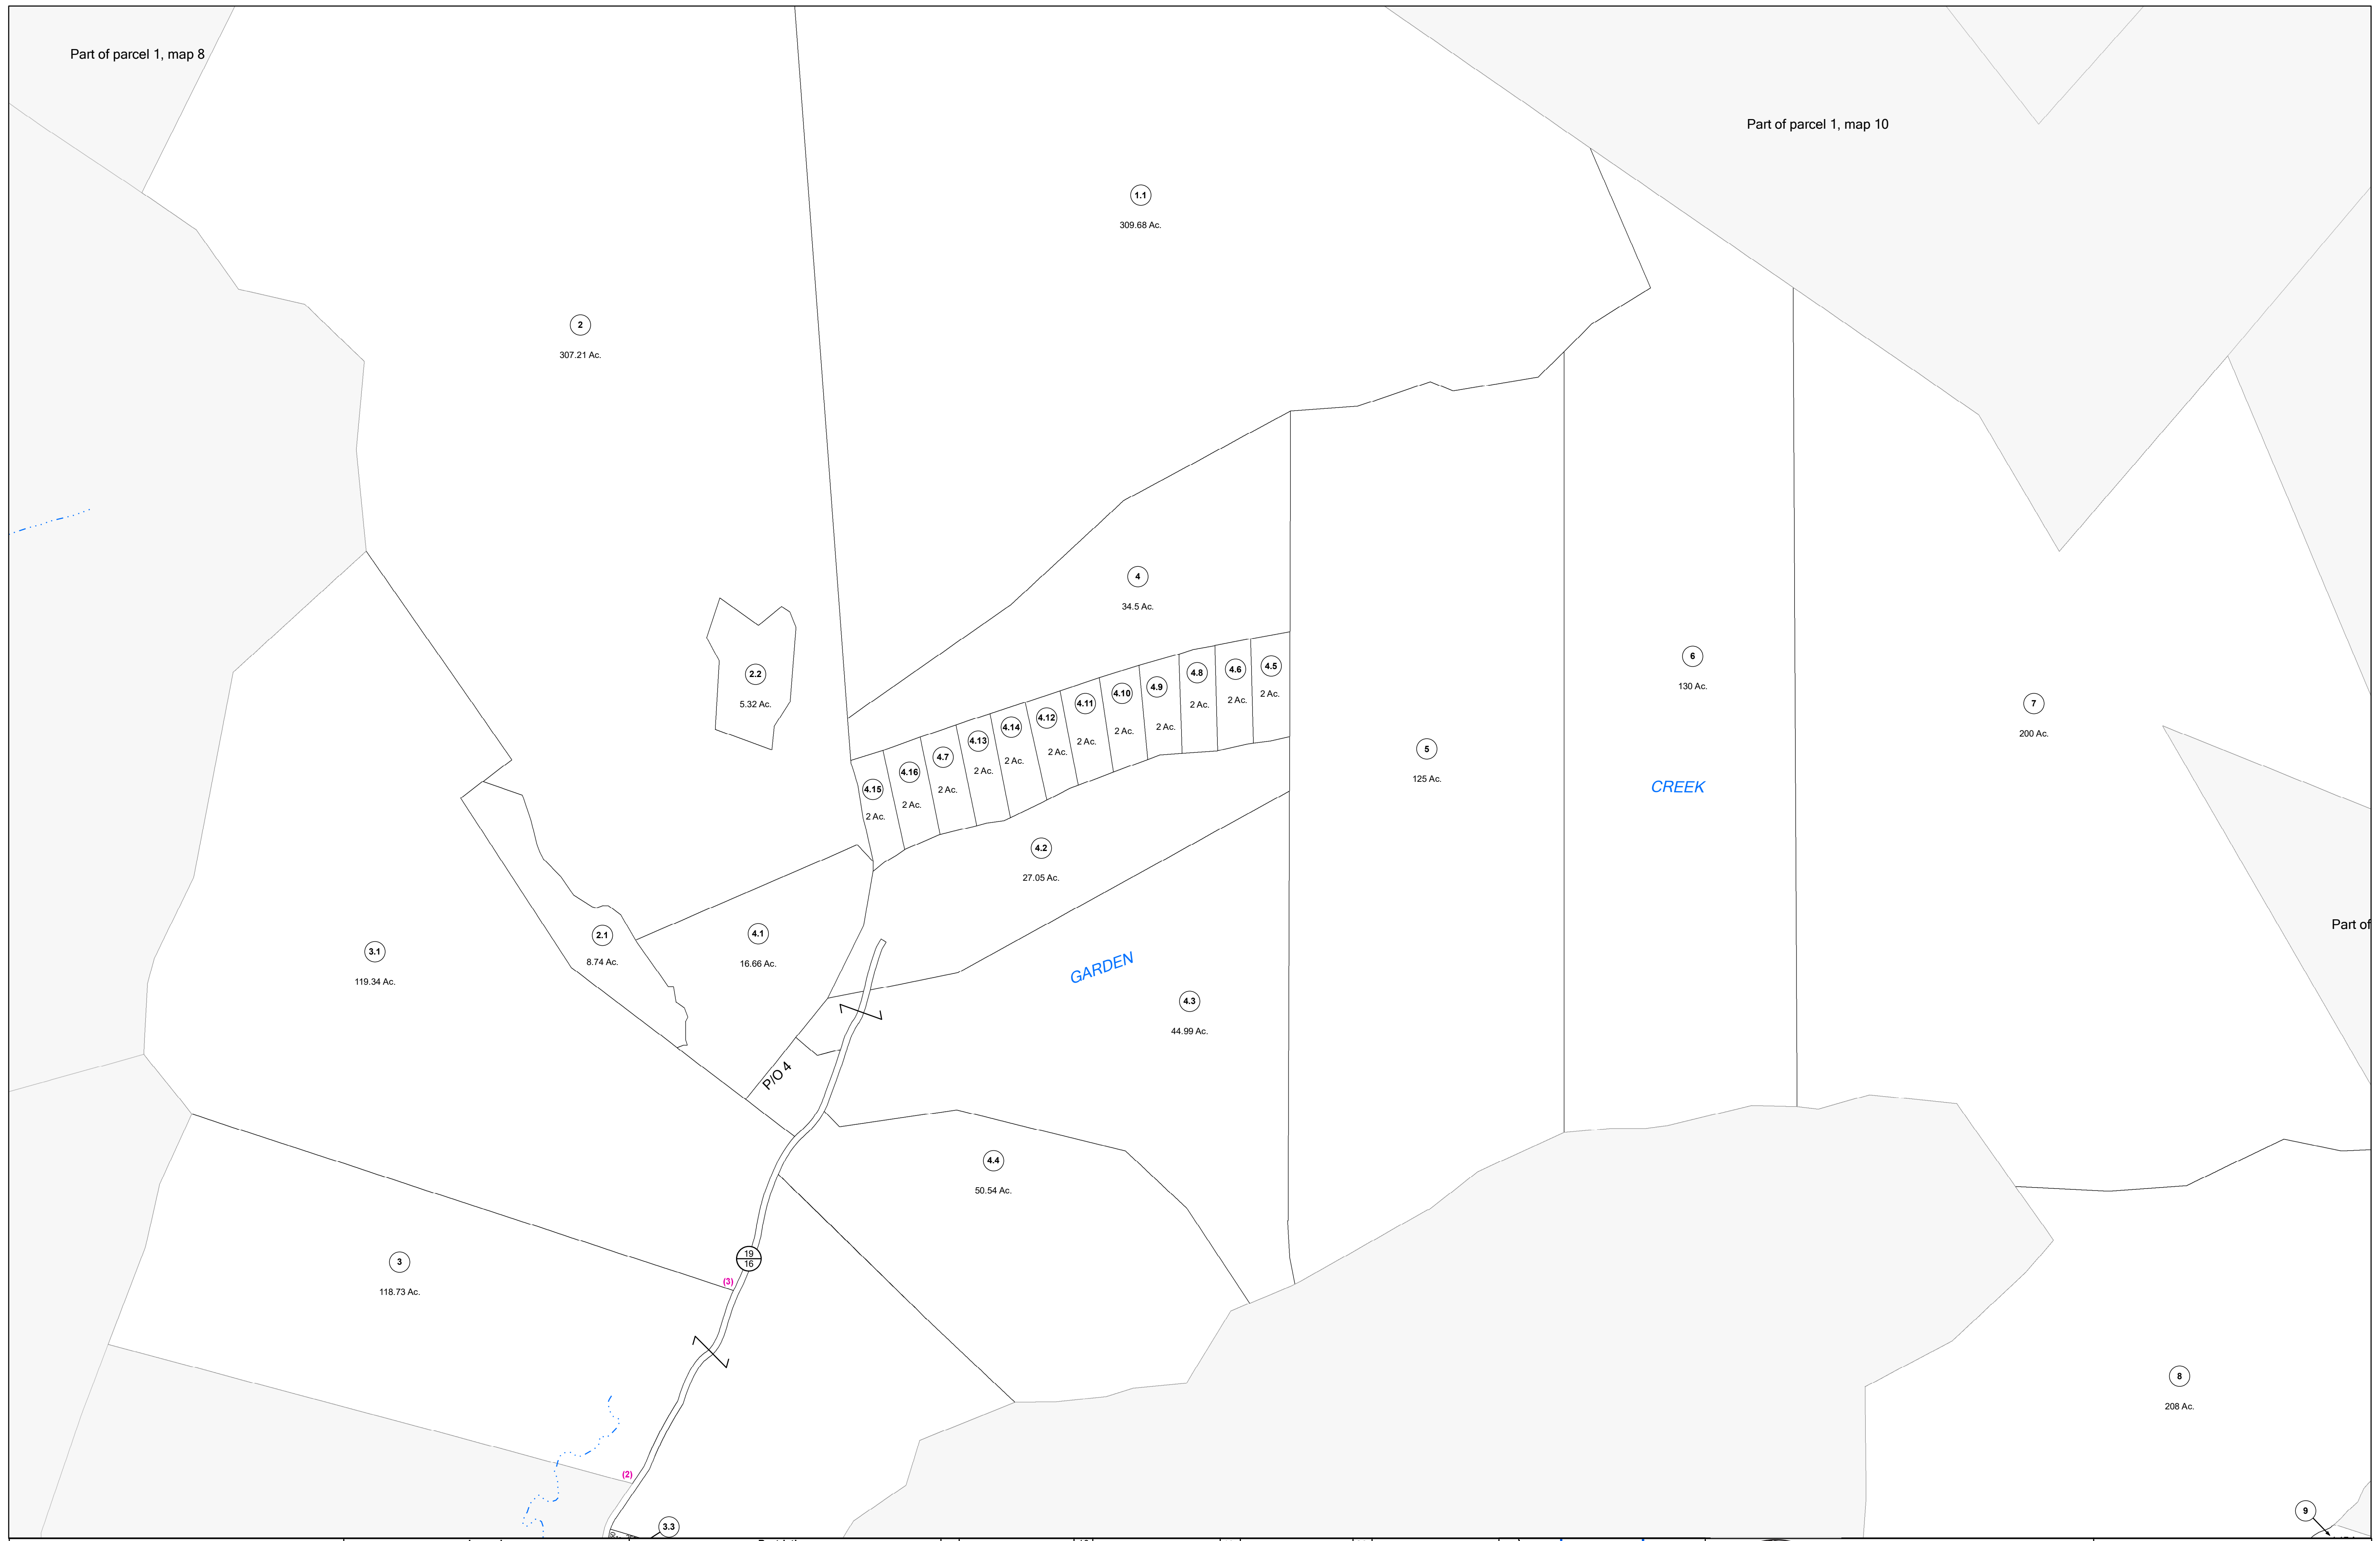 Part of parcel 1, map 8
Part of parcel 1, map 10
1.1
309.68 Ac.
2
307.21 Ac.
4
34.5 Ac.
2.2
5.32 Ac.
4.5
2 Ac.
4.6
2 Ac.
4.8
2 Ac.
4.9
2 Ac.
4.10
2 Ac.
4.11
2 Ac.
4.12
2 Ac.
4.14
2 Ac.
4.13
2 Ac.
4.7
2 Ac.
4.16
2 Ac.
4.15
2 Ac.
6
130 Ac.
7
200 Ac.
5
125 Ac.
CREEK
4.2
27.05 Ac.
Part of
2.1
8.74 Ac.
4.1
16.66 Ac.
3.1
119.34 Ac.
GARDEN
4.3
44.99 Ac.
P/O 4
4.4
50.54 Ac.
19
16
3
118.73 Ac.
(3)
8
208 Ac.
(2)
3.3
9